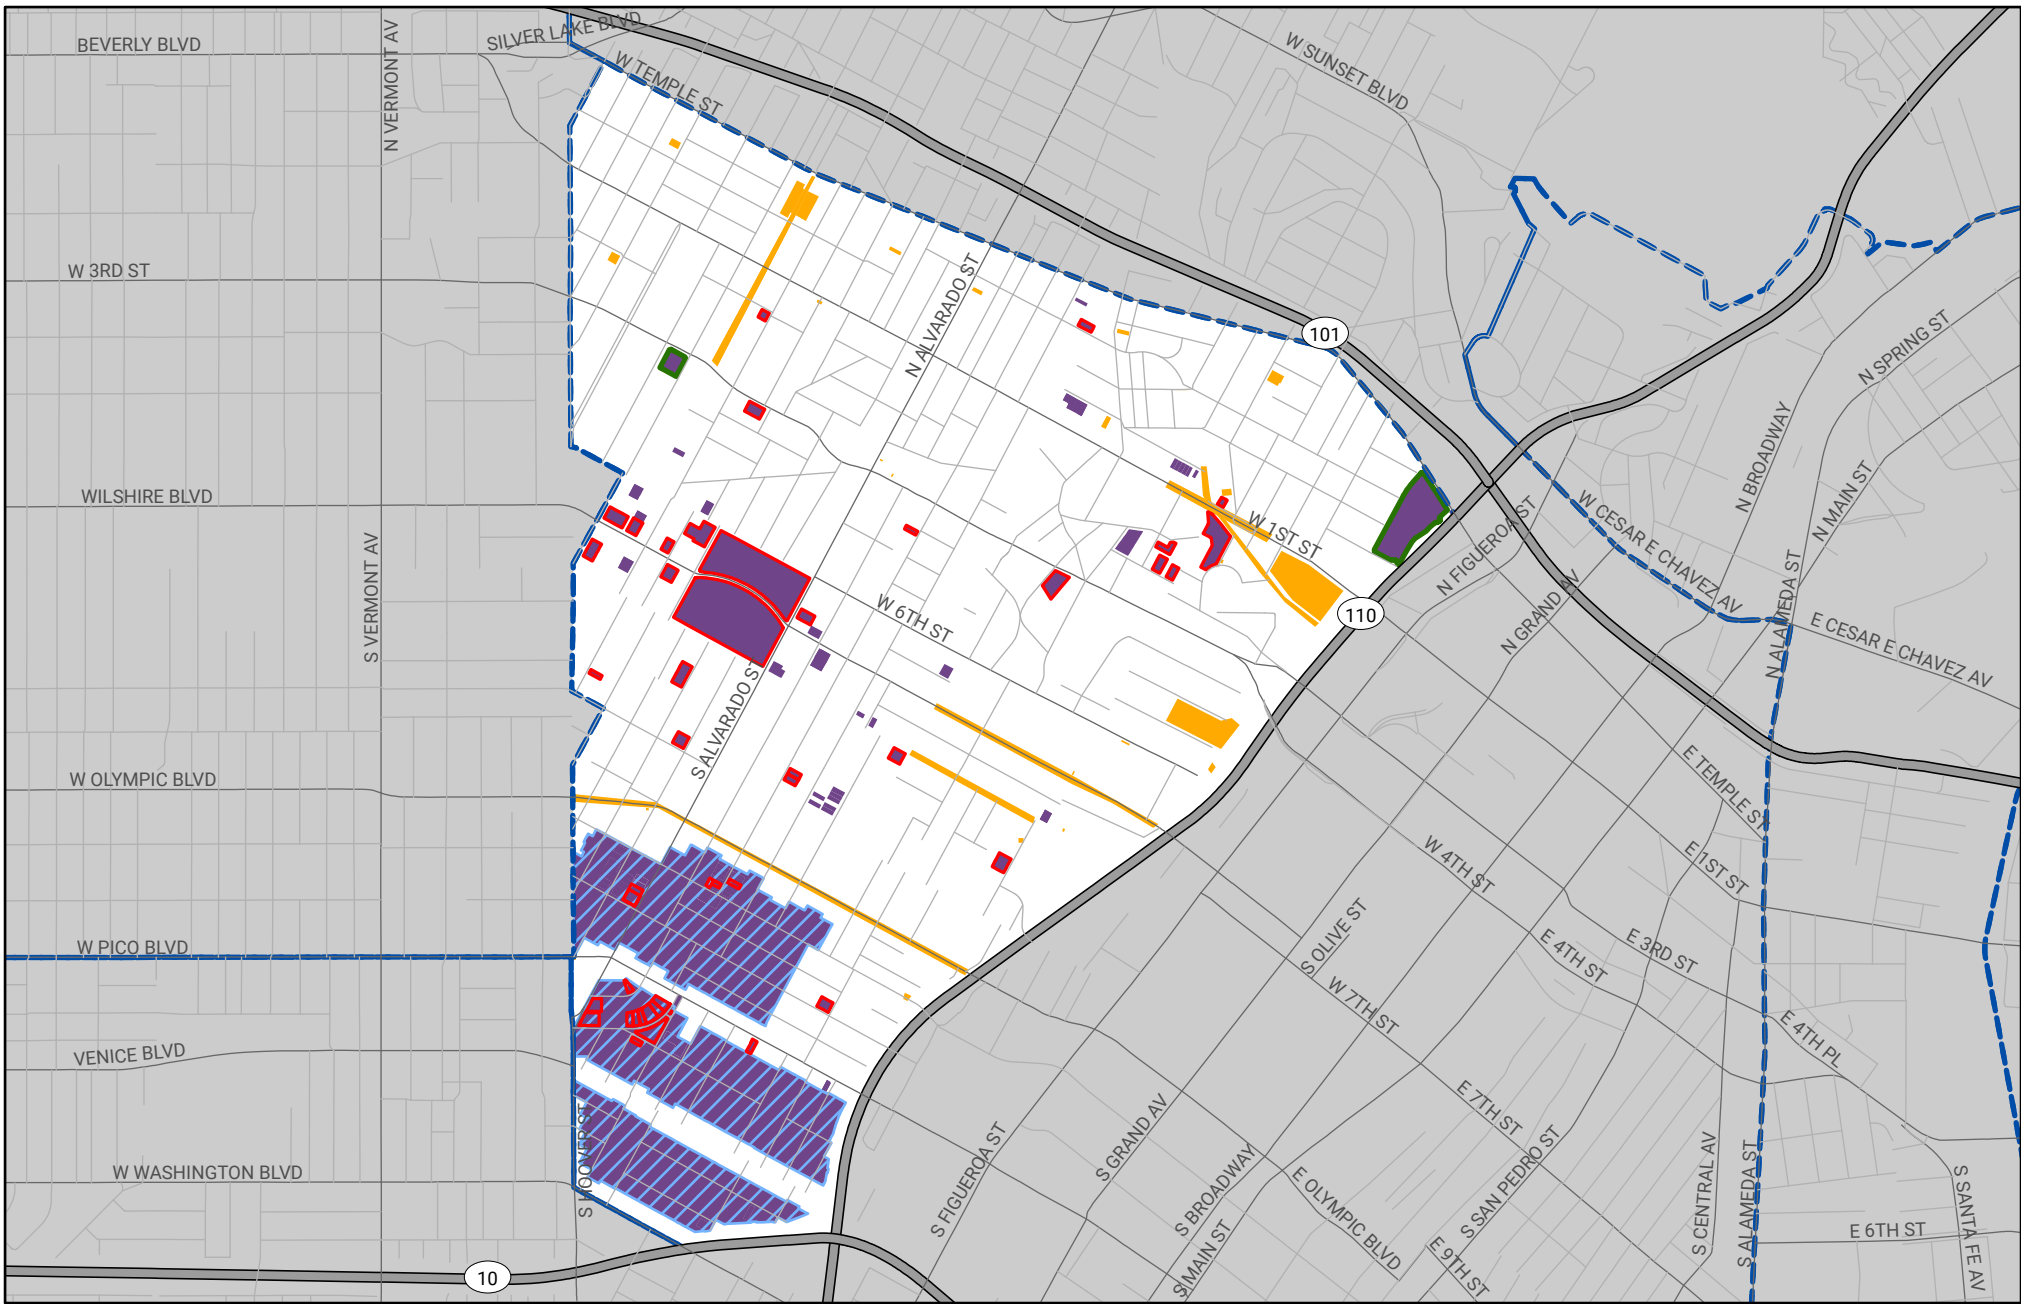 SILVER LAKE BLVD
BEVERLY BLVD
N VERMONT AV
W TEMPLE ST
W SUNSET BLVD
W 3RD ST
N ALVARADO ST
101
N SPRING ST
WILSHIRE BLVD
N BROADWAY
N MAIN ST
W CESAR E CHAVEZ AV
W 1ST ST
N FIGUEROA ST
S VERMONT AV
110
N GRAND AV
N ALAMEDA ST
E CESAR E CHAVEZ AV
W 6TH ST
S ALVARADO ST
W OLYMPIC BLVD
E TEMPLE ST
W 4TH ST
E 1ST ST
W PICO BLVD
S OLIVE ST
E 4TH ST
E 3RD ST
W 7TH ST
E 4TH PL
VENICE BLVD
E 7TH ST
S HOOVER ST
W WASHINGTON BLVD
S FIGUEROA ST
S GRAND AV
S BROADWAY
S MAIN ST
E OLYMPIC BLVD
S SAN PEDRO ST
E 9TH ST
S CENTRAL AV
S ALAMEDA ST
E 6TH ST
S SANTA FE AV
10